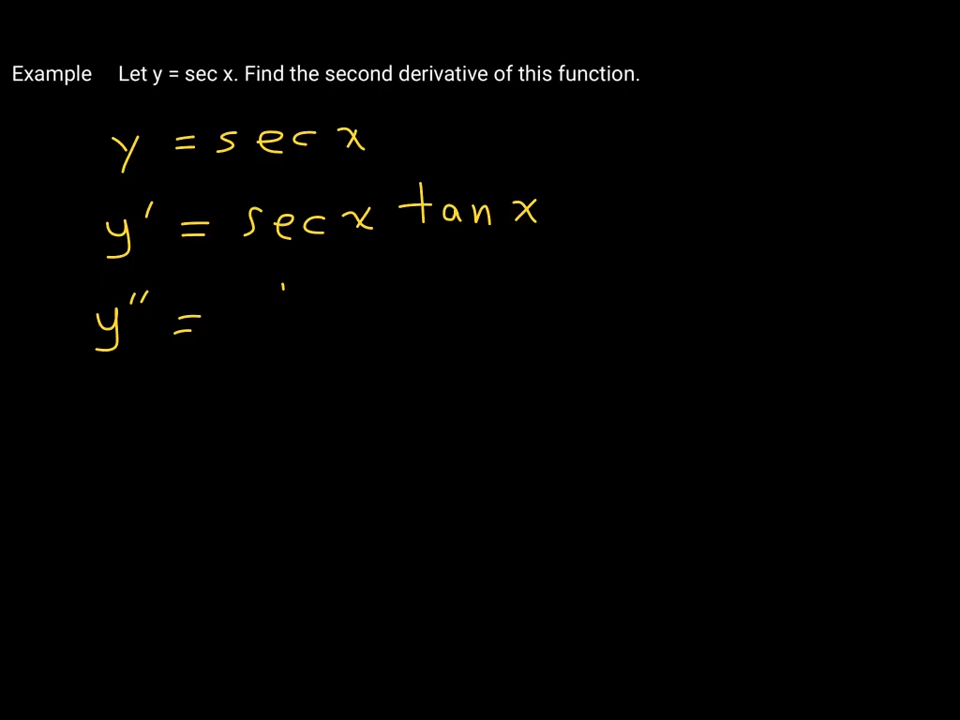 Example Let y = sec x. Find the second derivative of this function.
y = sec x
y' = sec x tan x
y'' =